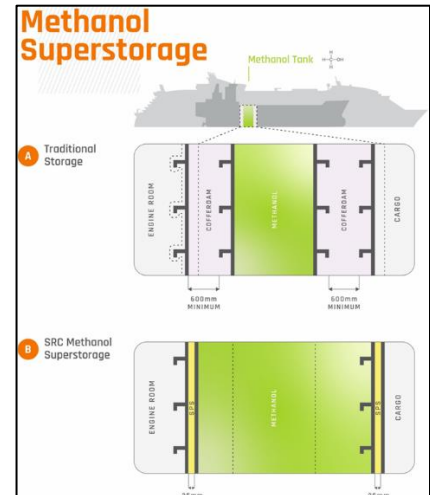 Methanol
Superstorage
Methanol Tank
A Traditional
Storage
ENGINE ROOM
COFFERDAM
METHANOL
COFFERDAM
CARGO
600mm
MINIMUM
600mm
MINIMUM
B SRC Methanol
Superstorage
ENGINE ROOM
SPS
METHANOL
SPS
CARGO